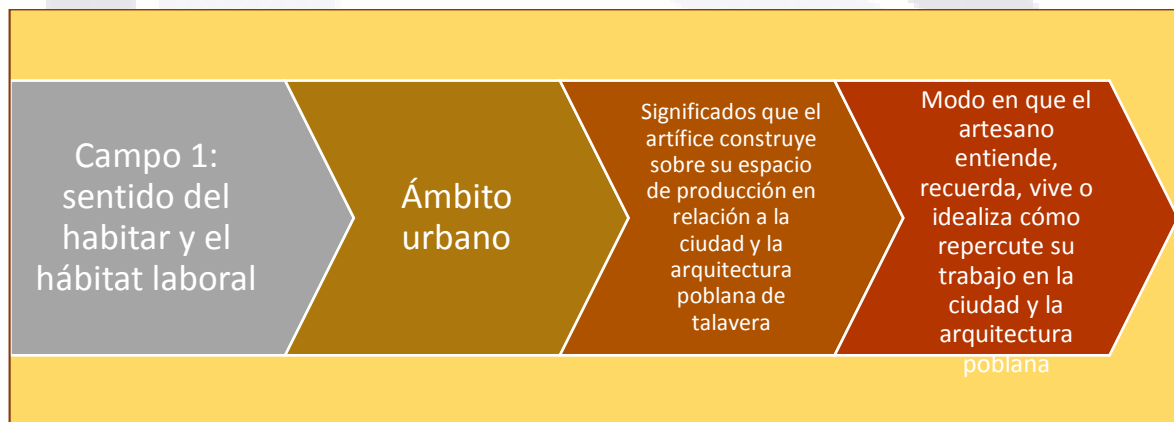 Campo 1:
sentido del
habitar y el
hábitat laboral
Ámbito
urbano
Significados que el
artífice construye
sobre su espacio
de producción en
relación a la
ciudad y la
arquitectura
poblana de
talavera
Modo en que el
artesano
entiende,
recuerda, vive o
idealiza cómo
repercute su
trabajo en la
ciudad y la
arquitectura
poblana